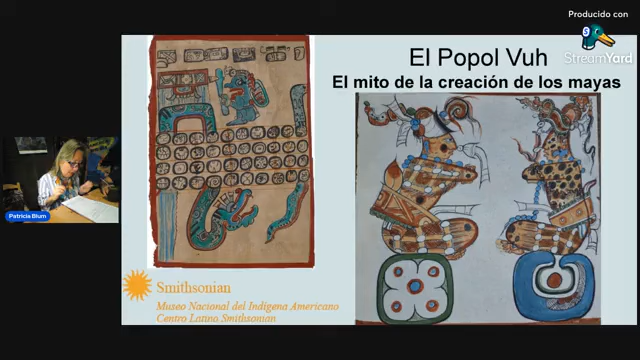 Producido con
StreamYard
El Popol Vuh
El mito de la creación de los mayas
Patricia Blum
Smithsonian
Museo Nacional del Indígena Americano
Centro Latino Smithsonian